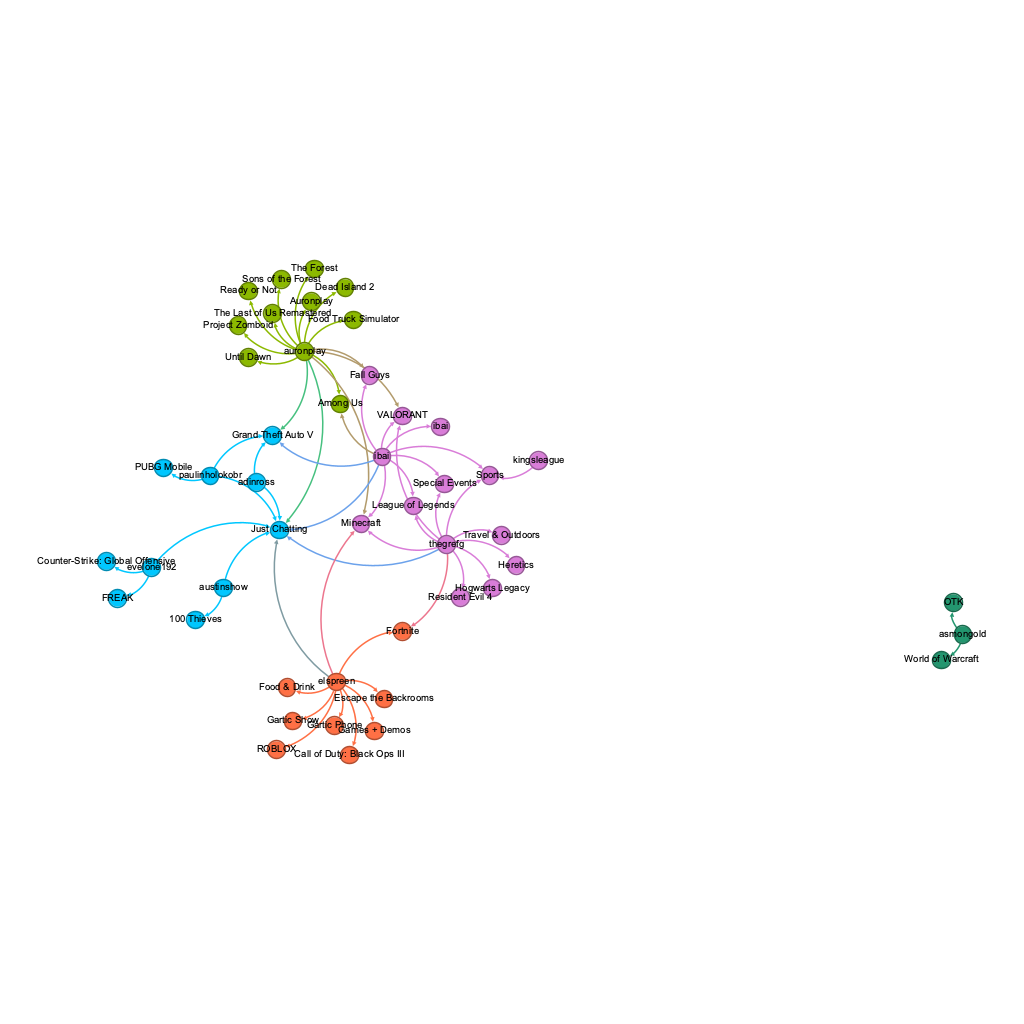 The Forest
Sons of the Forest
Dead Island 2
Ready or Not
Auronplay
The Last of Us Remastered
Food Truck Simulator
Project Zomboid
auronplay
Until Dawn
Fall Guys
Among Us
VALORANT
ibai
Grand Theft Auto V
ibai
kingsleague
PUBG Mobile
paulinholokobr
Sports
adinross
Special Events
League of Legends
Minecraft
Just Chatting
Travel & Outdoors
thegrefg
Counter-Strike: Global Offensive
evelone192
Heretics
austinshow
Hogwarts Legacy
FREAK
Resident Evil 4
OTK
100 Thieves
Fortnite
asmongold
World of Warcraft
elspreen
Food & Drink
Escape the Backrooms
Gartic Show
Gartic Phone
Games + Demos
ROBLOX
Call of Duty: Black Ops III